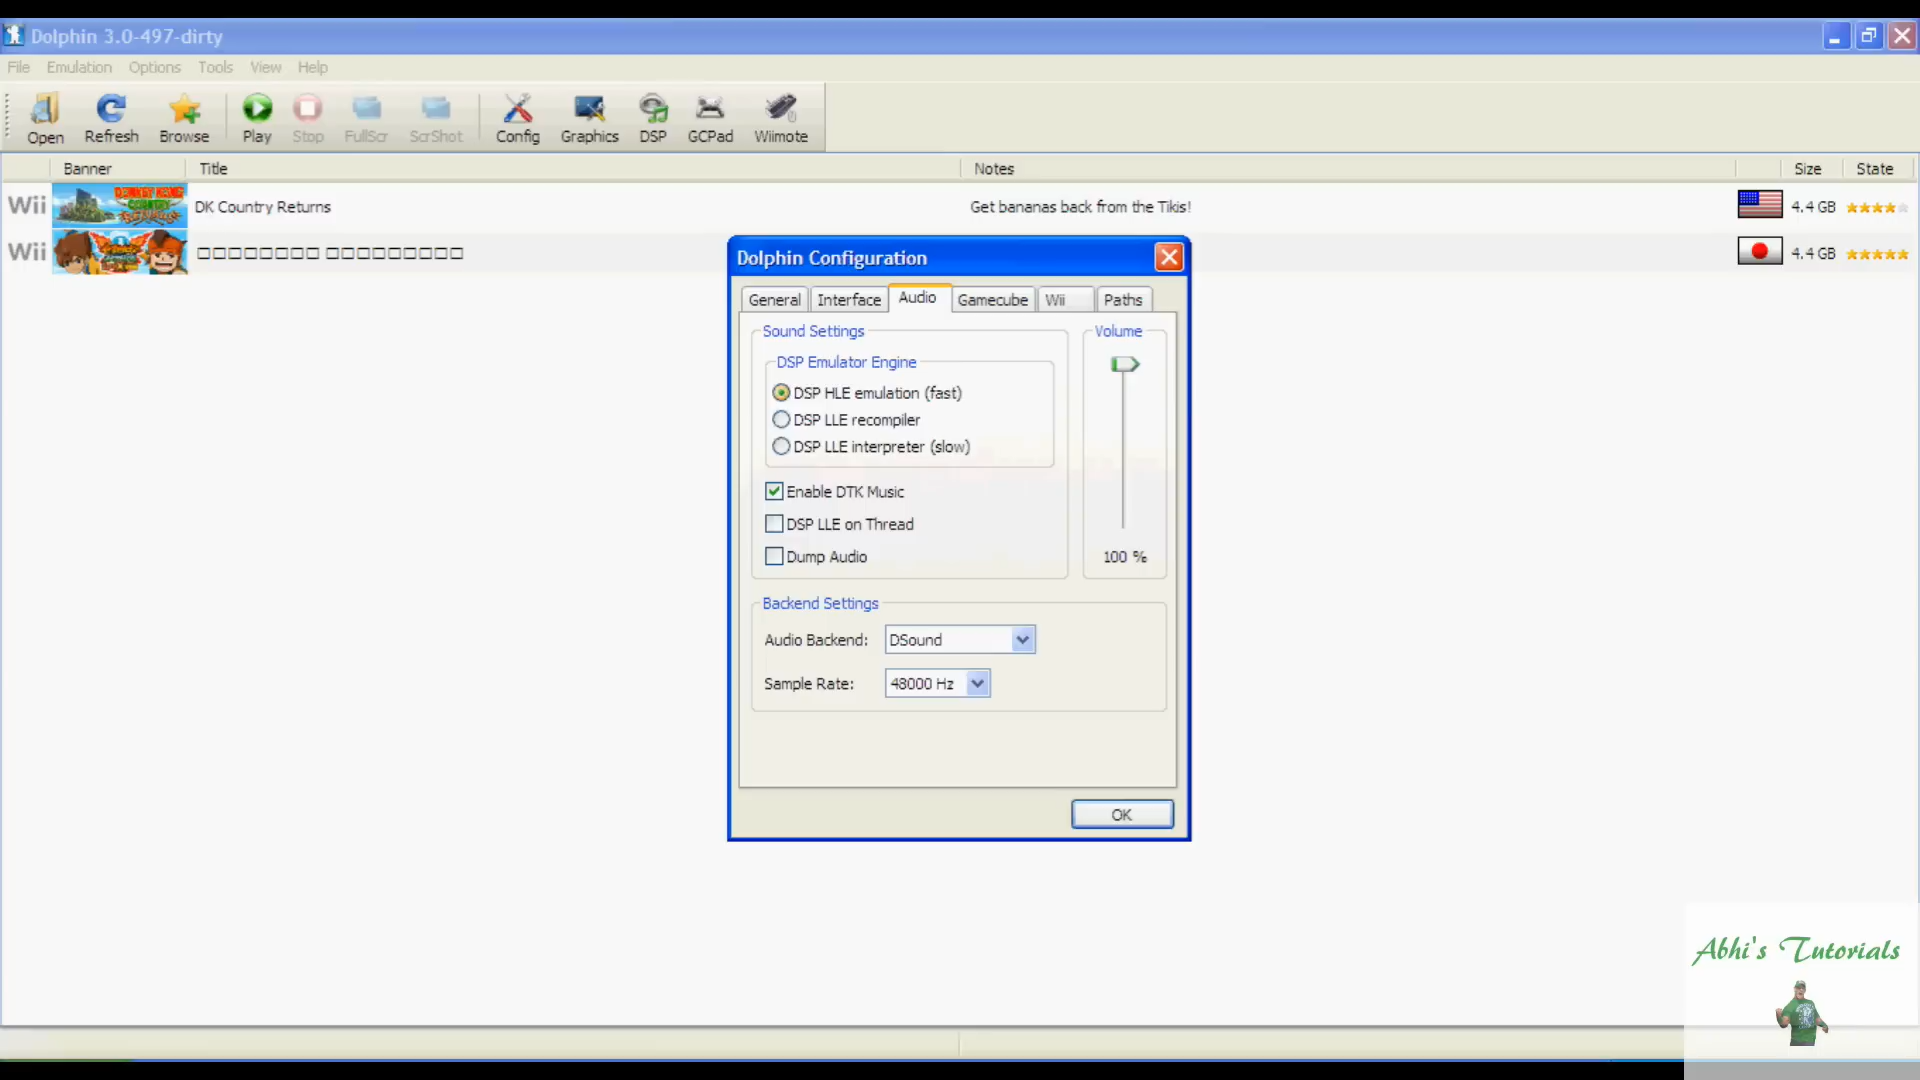 Dolphin 3.0-497-dirty
File Emulation Options Tools View Help
Open Refresh Browse Play Stop FullScr ScrShot Config Graphics DSP GCPad Wiimote
Banner Title Notes Size State
Wii DONKEY KONG COUNTRY RETURNS DK Country Returns Get bananas back from the Tikis! 4.4 GB
Wii □□□□□□□□ □□□□□□□□□ 4.4 GB
Dolphin Configuration
General Interface Audio Gamecube Wii Paths
Sound Settings Volume
DSP Emulator Engine
DSP HLE emulation (fast)
DSP LLE recompiler
DSP LLE interpreter (slow)
Enable DTK Music
DSP LLE on Thread
Dump Audio 100 %
Backend Settings
Audio Backend: DSound
Sample Rate: 48000 Hz
OK
Abhi's Tutorials